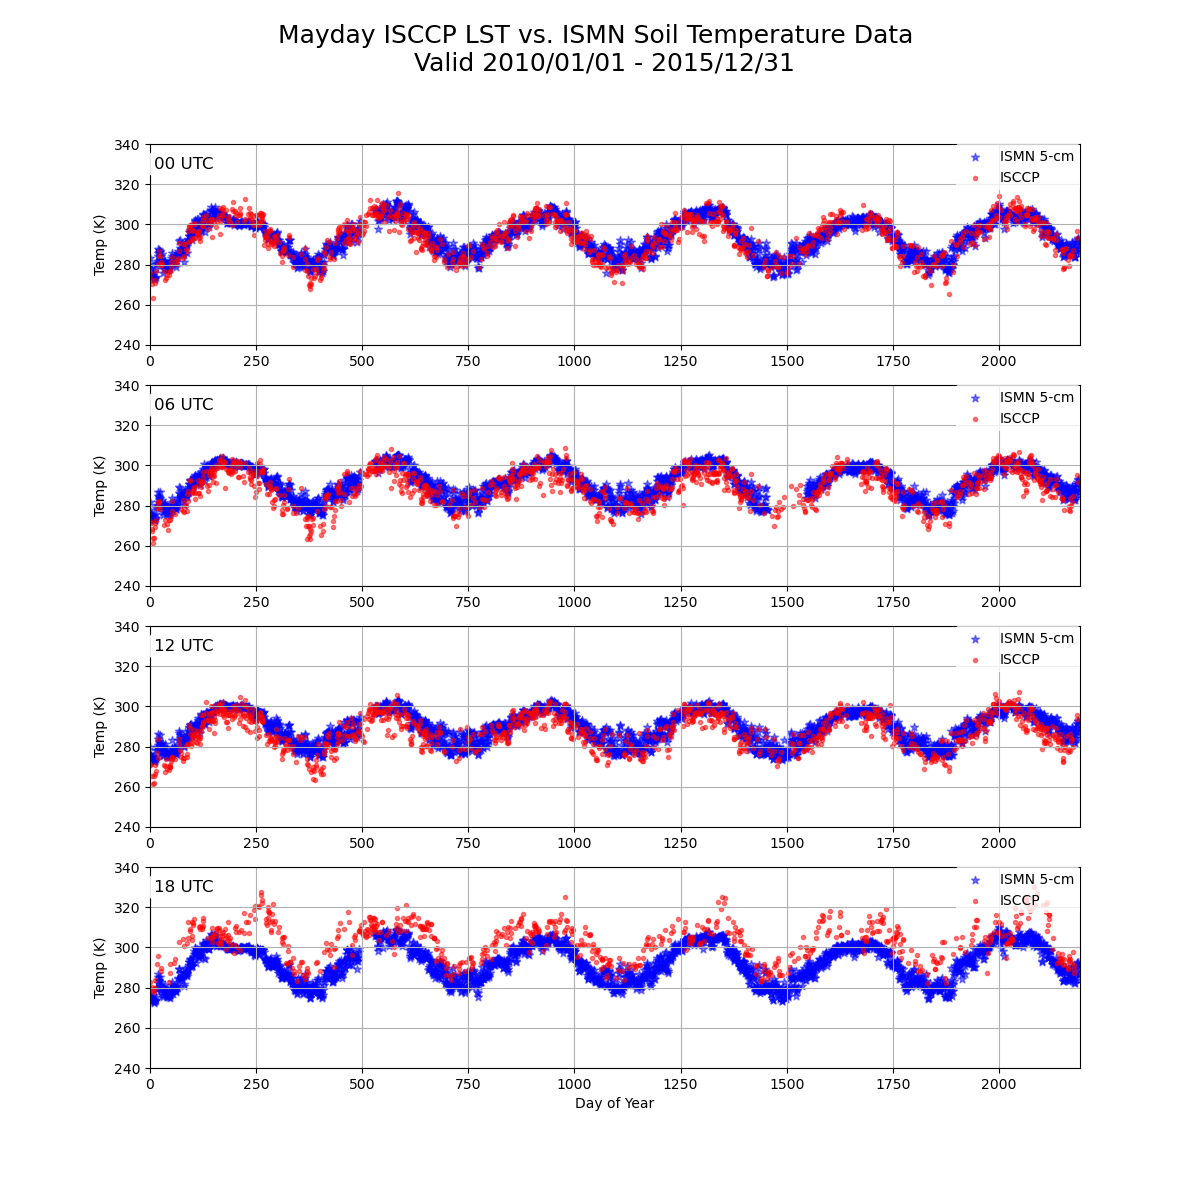 Mayday ISCCP LST vs. ISMN Soil Temperature Data
Valid 2010/01/01 - 2015/12/31
340
320
300
280
260
240
Temp (K)
00 UTC
ISMN 5-cm
ISCCP
0 250 500 750 1000 1250 1500 1750 2000
340
320
300
280
260
240
Temp (K)
06 UTC
ISMN 5-cm
ISCCP
0 250 500 750 1000 1250 1500 1750 2000
340
320
300
280
260
240
Temp (K)
12 UTC
ISMN 5-cm
ISCCP
0 250 500 750 1000 1250 1500 1750 2000
340
320
300
280
260
240
Temp (K)
18 UTC
ISMN 5-cm
ISCCP
0 250 500 750 1000 1250 1500 1750 2000
Day of Year